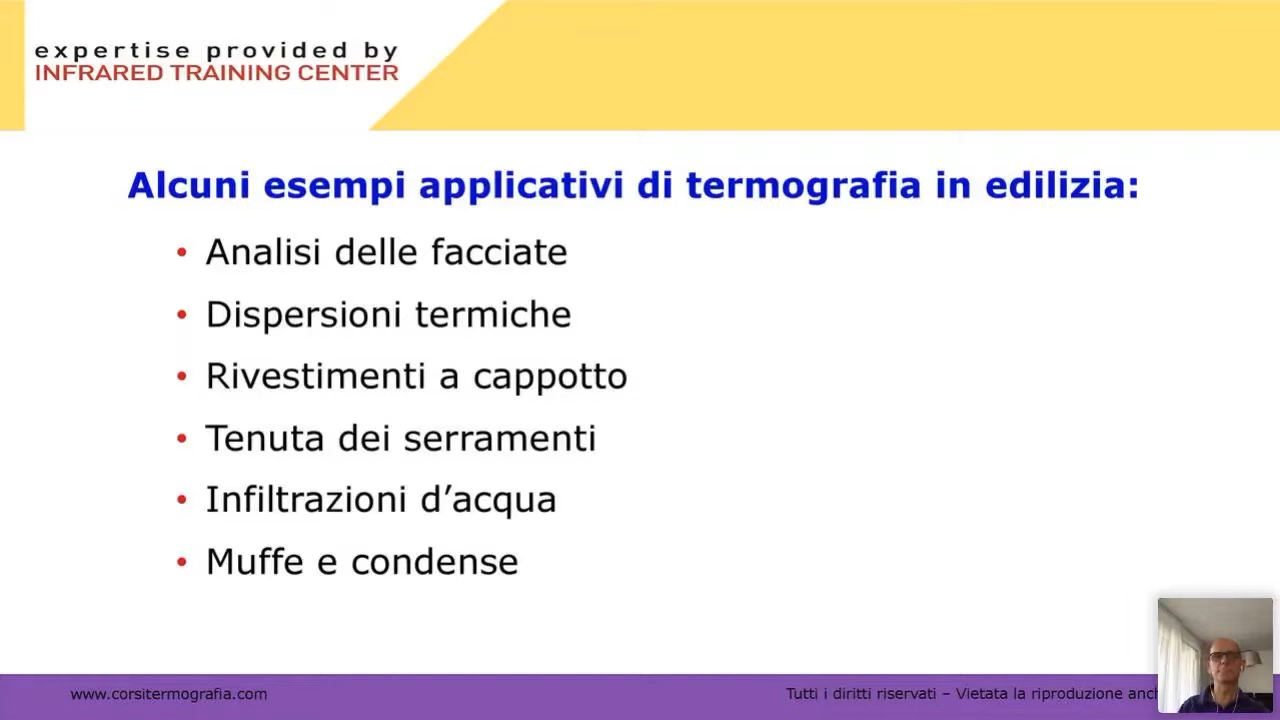 expertise provided by
INFRARED TRAINING CENTER
Alcuni esempi applicativi di termografia in edilizia:
• Analisi delle facciate
• Dispersioni termiche
• Rivestimenti a cappotto
• Tenuta dei serramenti
• Infiltrazioni d’acqua
• Muffe e condense
www.corsitermografia.com
Tutti i diritti riservati – Vietata la riproduzione